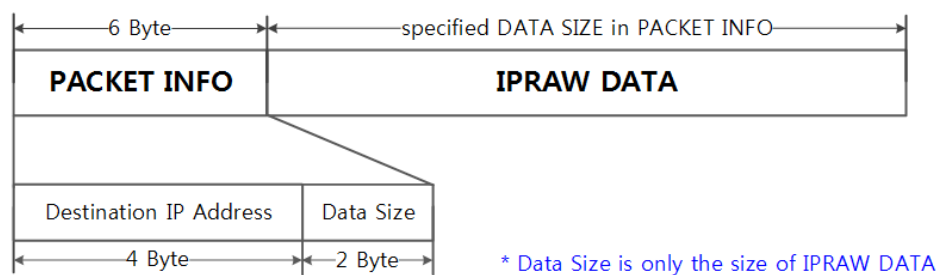 6 Byte
specified DATA SIZE in PACKET INFO
PACKET INFO
IPRAW DATA
Destination IP Address
Data Size
4 Byte
2 Byte
* Data Size is only the size of IPRAW DATA